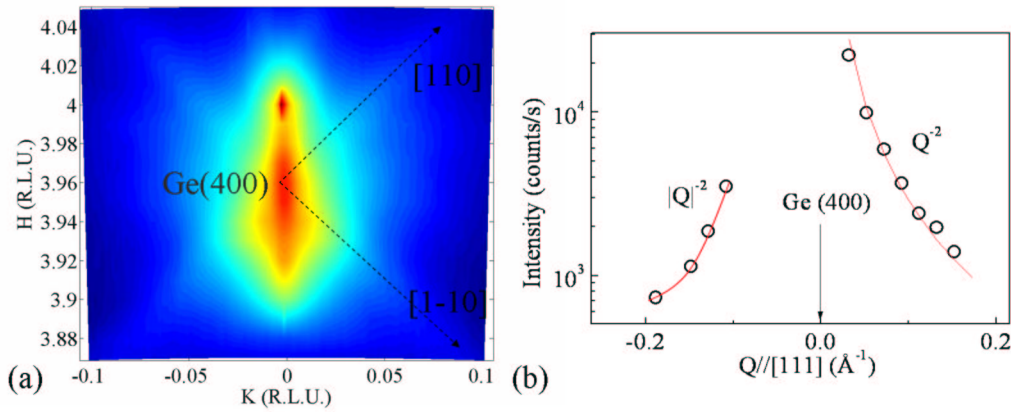 4.04
4.02
4
3.98
3.96
3.94
3.92
3.9
3.88
H (R.L.U.)
[110]
Ge(400)
[1-10]
-0.1
-0.05
0
0.05
0.1
K (R.L.U.)
(a)
(b)
Intensity (counts/s)
10^4
10^3
|Q|^-2
Q^-2
Ge (400)
-0.2
0.0
0.2
Q//[111] (Å^-1)